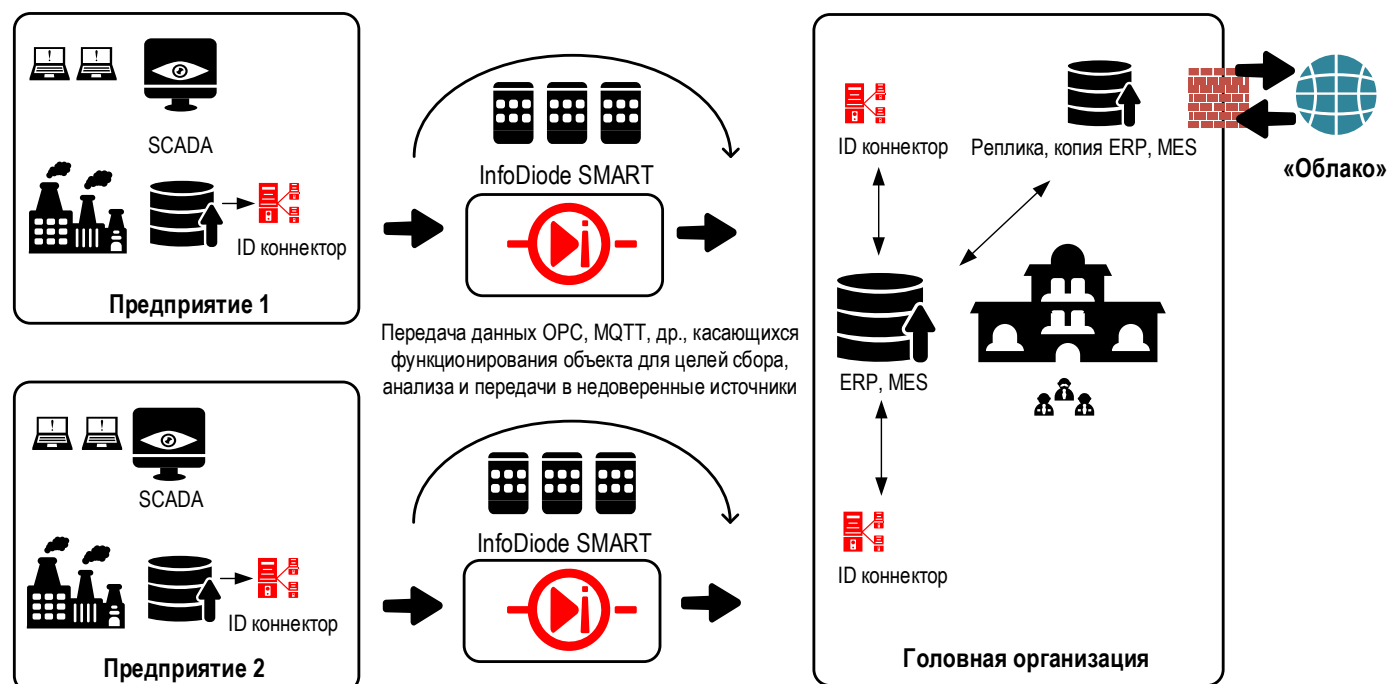 SCADA
ID коннектор
Предприятие 1
InfoDiode SMART
Передача данных OPC, MQTT, др., касающихся
функционирования объекта для целей сбора,
анализа и передачи в недоверенные источники
SCADA
ID коннектор
Предприятие 2
InfoDiode SMART
ID коннектор
Реплика, копия ERP, MES
ERP, MES
ID коннектор
Головная организация
«Облако»